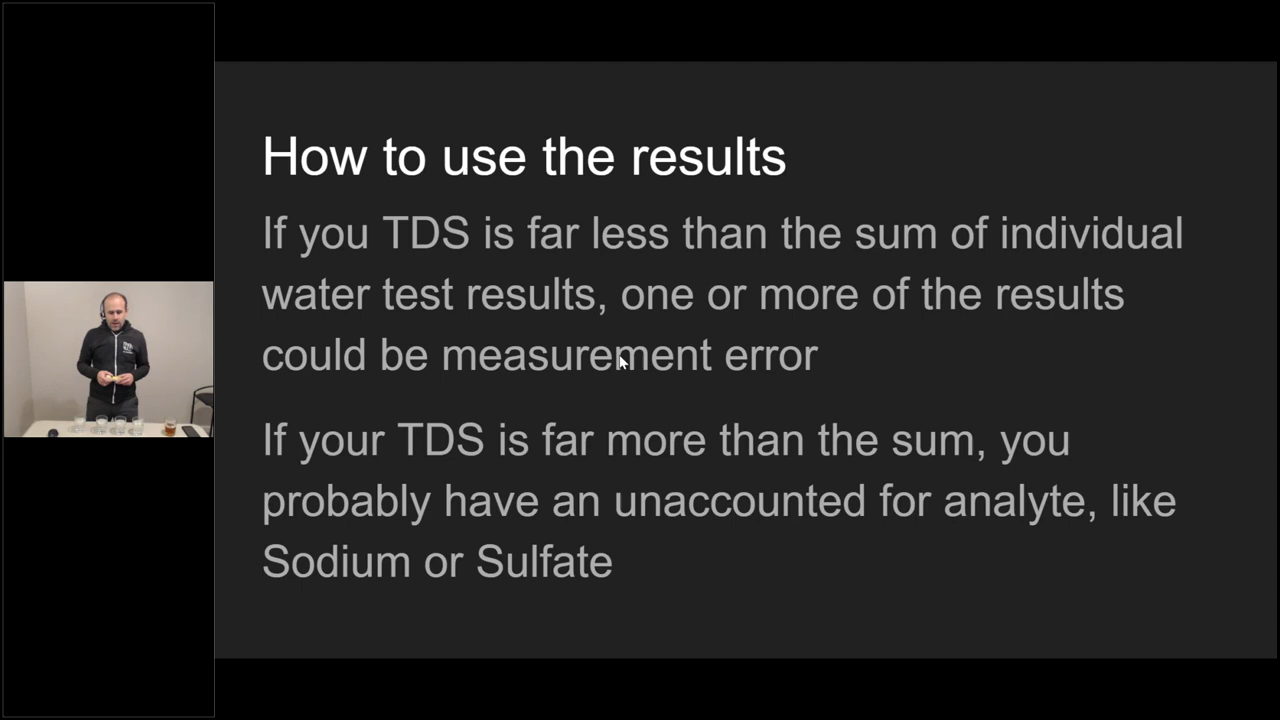 How to use the results
If you TDS is far less than the sum of individual
water test results, one or more of the results
could be measurement error
If your TDS is far more than the sum, you
probably have an unaccounted for analyte, like
Sodium or Sulfate